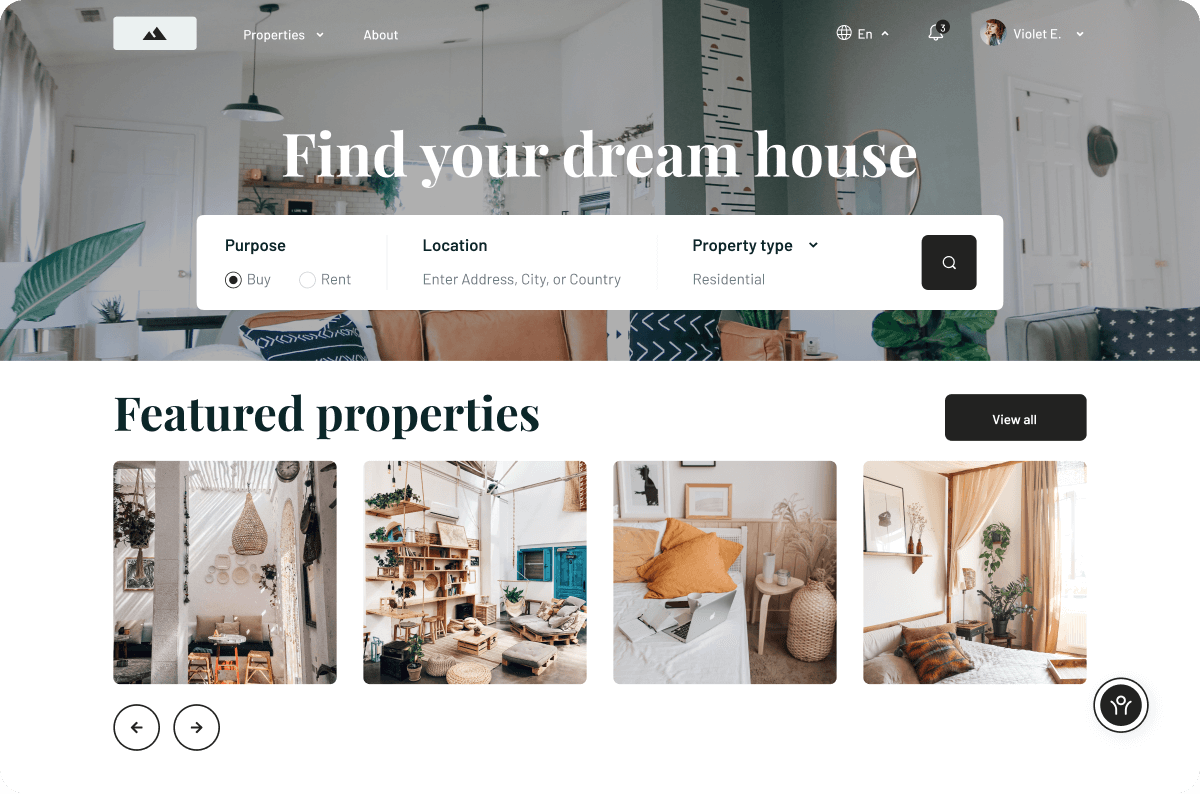 Properties
About
En
3
Violet E.
Find your dream house
Purpose
Buy
Rent
Location
Enter Address, City, or Country
Property type
Residential
Featured properties
View all